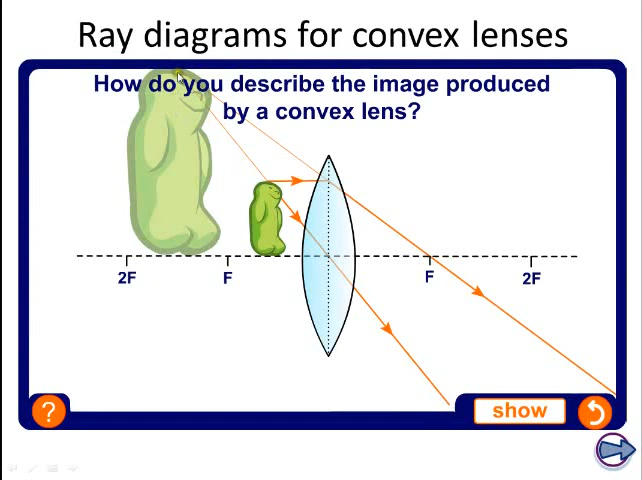 Ray diagrams for convex lenses
How do you describe the image produced
by a convex lens?
2F F F 2F
? show